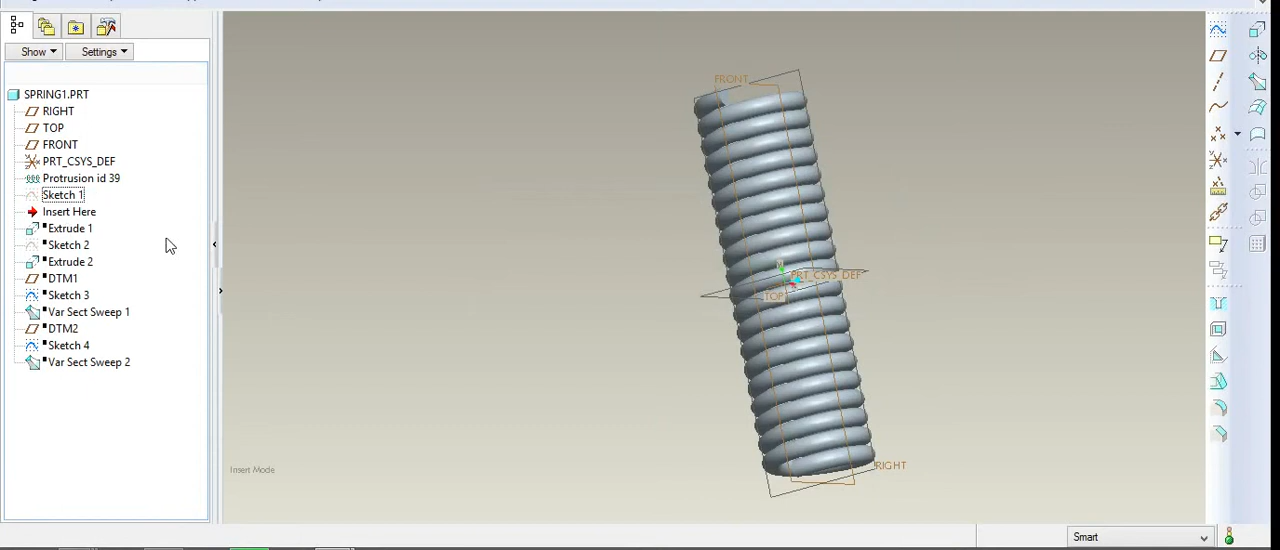 Show
Settings
SPRING1.PRT
RIGHT
TOP
FRONT
PRT_CSYS_DEF
Protrusion id 39
Sketch 1
Insert Here
Extrude 1
Sketch 2
Extrude 2
DTM1
Sketch 3
Var Sect Sweep 1
DTM2
Sketch 4
Var Sect Sweep 2
FRONT
PRT_CSYS_DEF
TOP
RIGHT
Insert Mode
Smart